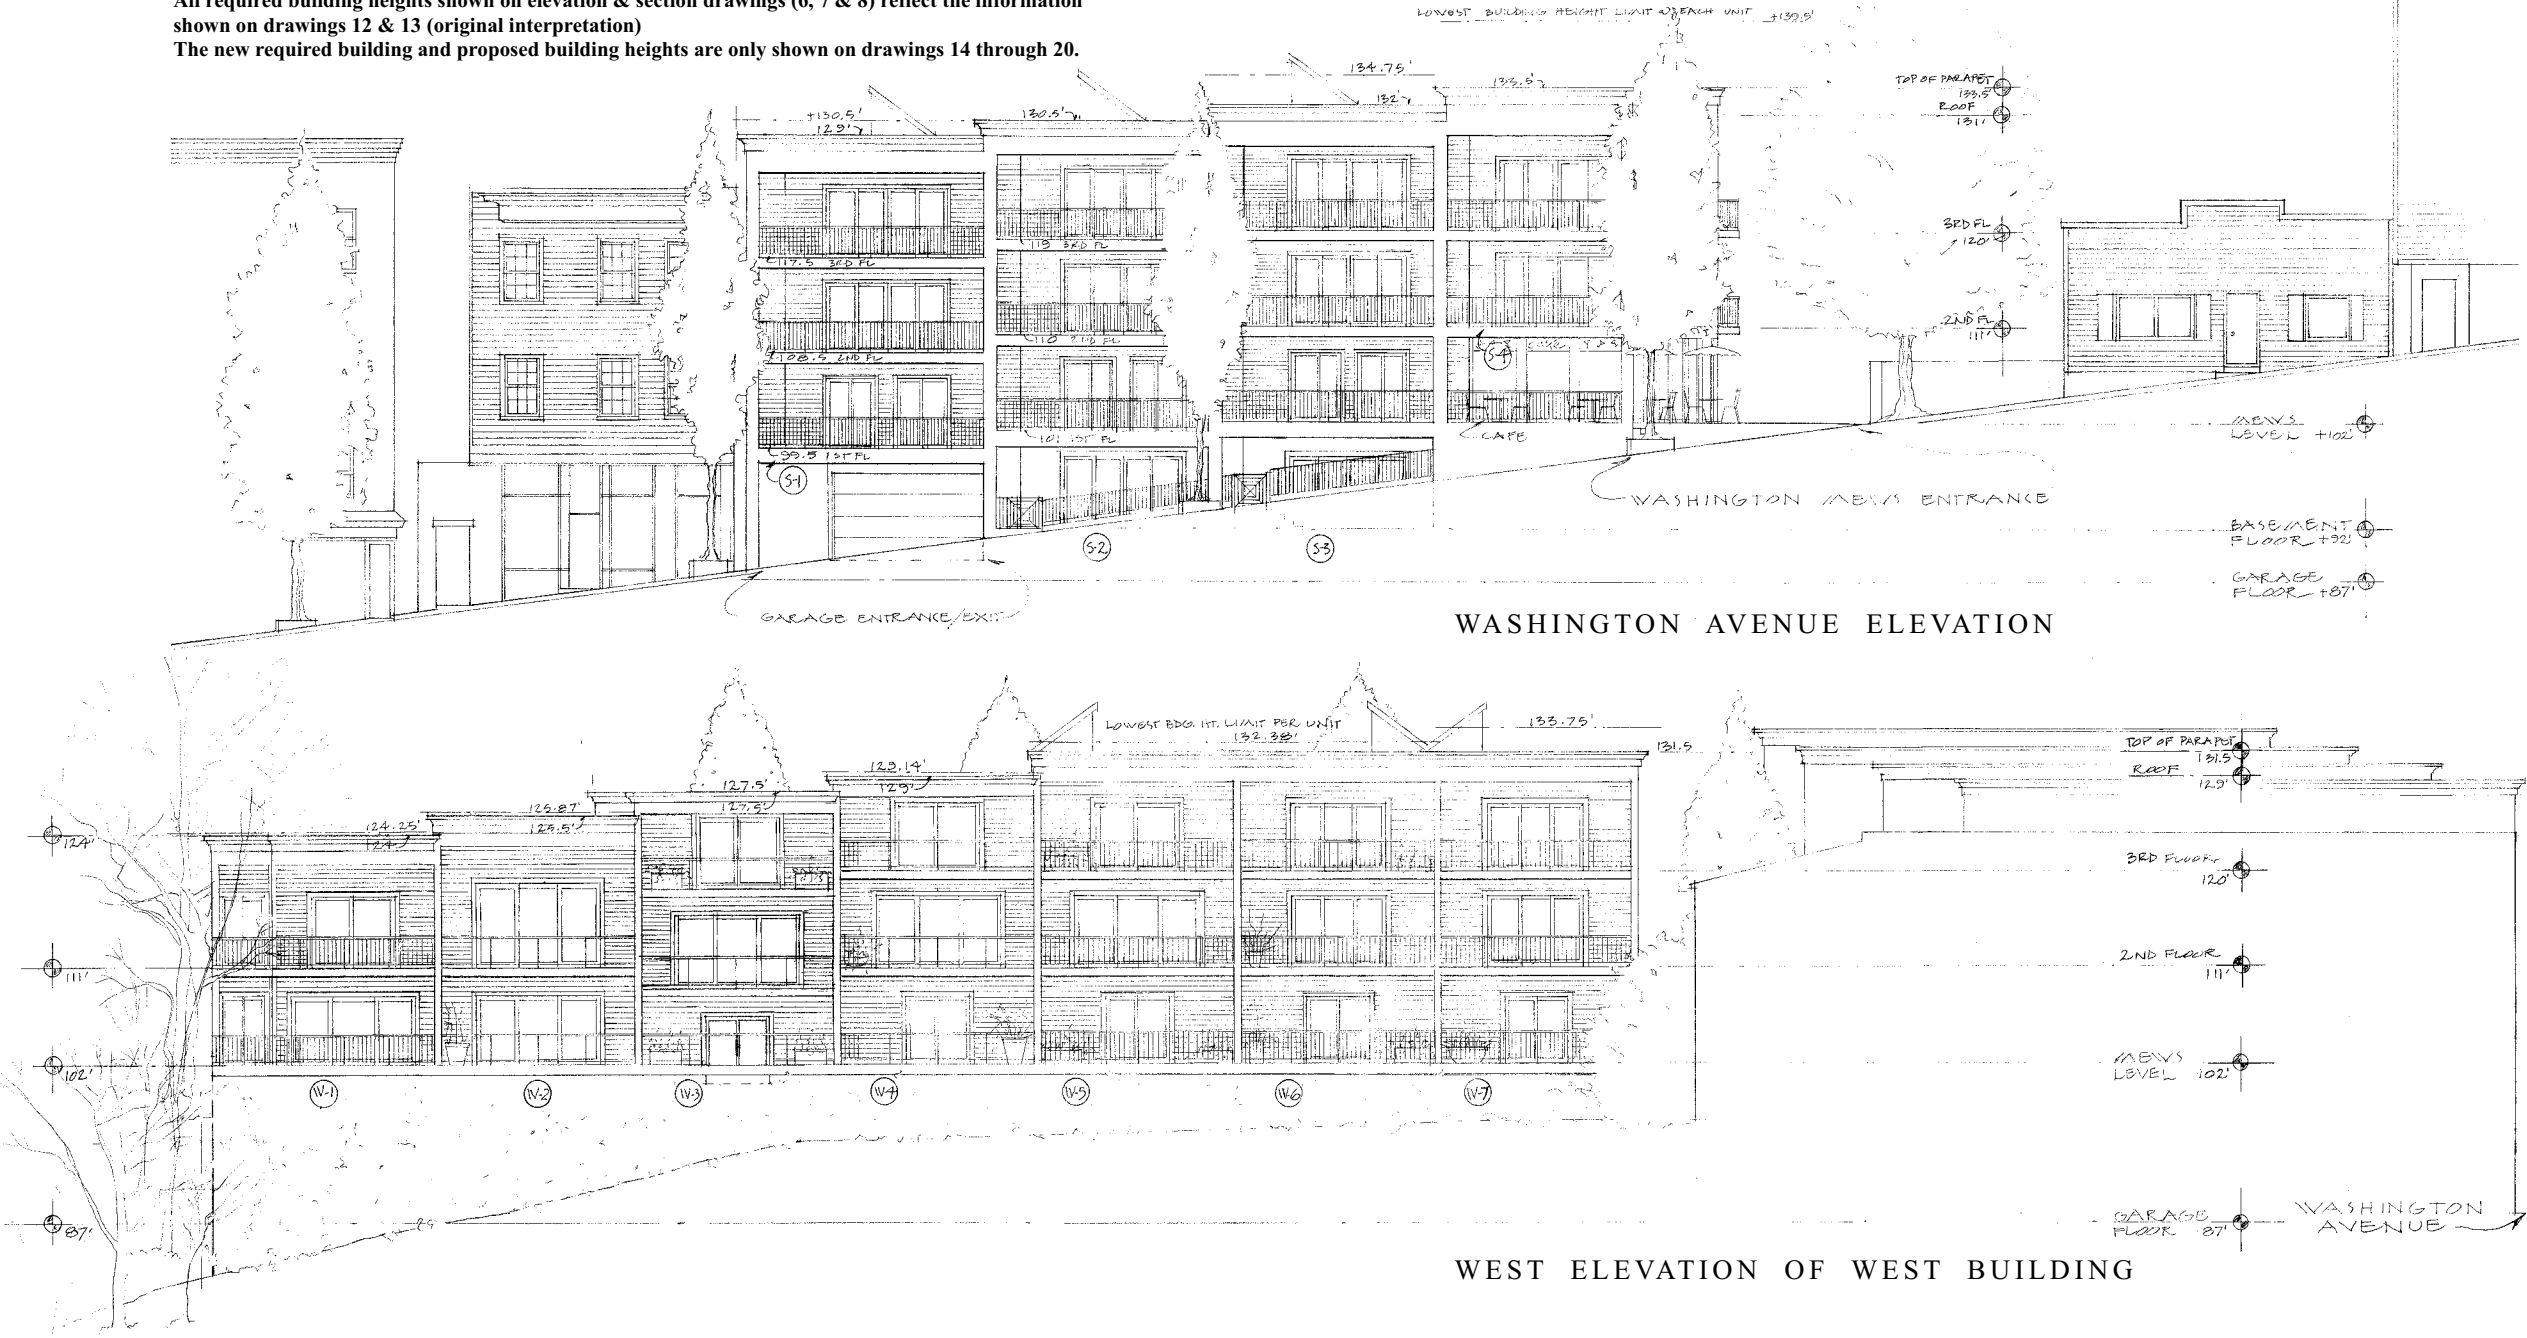 All required building heights shown on elevation & section drawings (6, 7 & 8) reflect the information
shown on drawings 12 & 13 (original interpretation)
The new required building and proposed building heights are only shown on drawings 14 through 20.
LOWEST BUILDING HEIGHT LIMIT @ EACH UNIT +139.5'
134.75'
133.5'
132'
+130.5'
129'
130.5'
TOP OF PARAPET
133.5'
ROOF
131'
3RD FL
120'
2ND FL
111'
119 3RD FL
117.5 3RD FL
110 2ND FL
108.5 2ND FL
S-4
101 1ST FL
99.5 1ST FL
CAFE
MEWS
LEVEL +102'
S-1
WASHINGTON MEWS ENTRANCE
BASEMENT
FLOOR +92'
S-2
S-3
GARAGE
FLOOR +87'
GARAGE ENTRANCE/EXIT
WASHINGTON AVENUE ELEVATION
LOWEST BDG. HT. LIMIT PER UNIT
132.38'
133.75'
131.5
TOP OF PARAPET
131.5'
ROOF
129'
129.14'
129'
127.5'
127.5'
125.87'
125.5'
124.25'
124'
124'
3RD FLOOR
120'
2ND FLOOR
111'
111'
MEWS
LEVEL 102'
102'
W-1
W-2
W-3
W-4
W-5
W-6
W-7
87'
GARAGE
FLOOR 87'
WASHINGTON
AVENUE
WEST ELEVATION OF WEST BUILDING